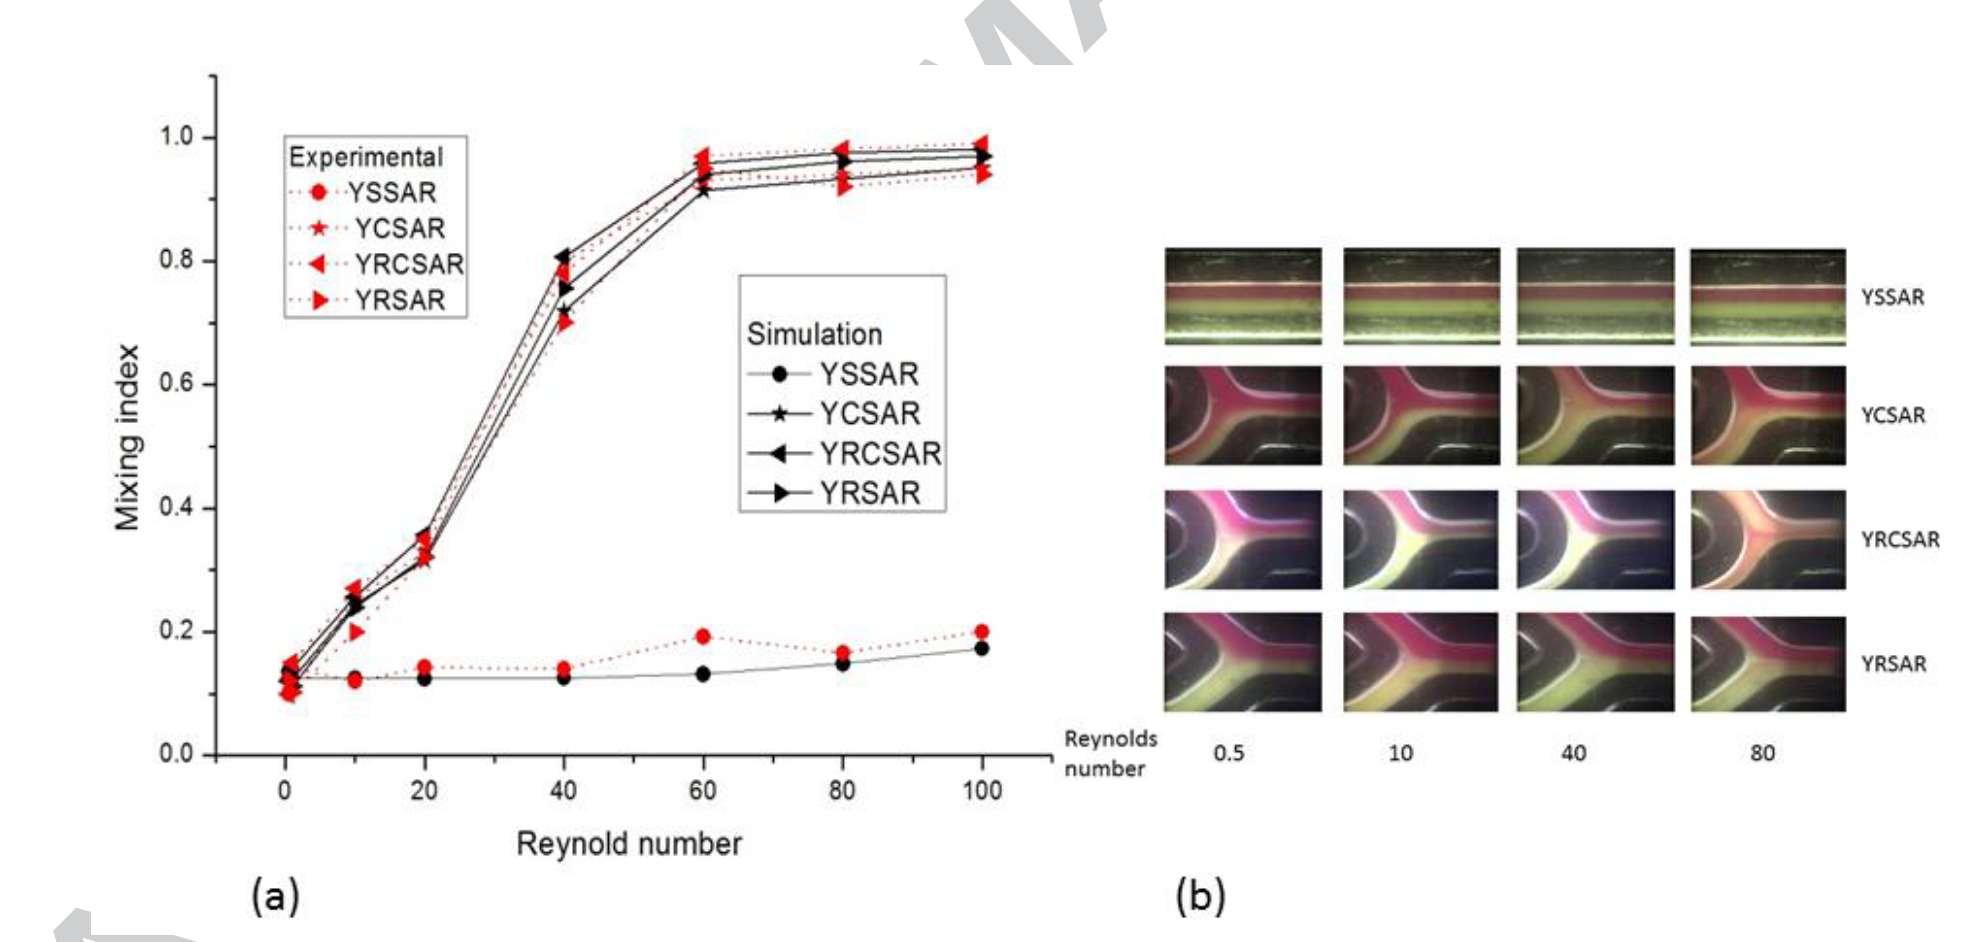 MA
1.0
0.8
0.6
0.4
0.2
0.0
Mixing index
Experimental
YSSAR
YCSAR
YRCSAR
YRSAR
Simulation
YSSAR
YCSAR
YRCSAR
YRSAR
0 20 40 60 80 100
Reynold number
(a)
YSSAR
YCSAR
YRCSAR
YRSAR
Reynolds
number
0.5 10 40 80
(b)